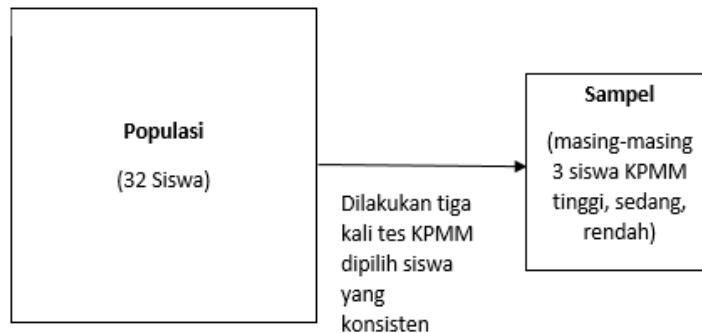 Populasi
(32 Siswa)
Dilakukan tiga
kali tes KPMM
dipilih siswa
yang
konsisten
Sampel
(masing-masing
3 siswa KPMM
tinggi, sedang,
rendah)